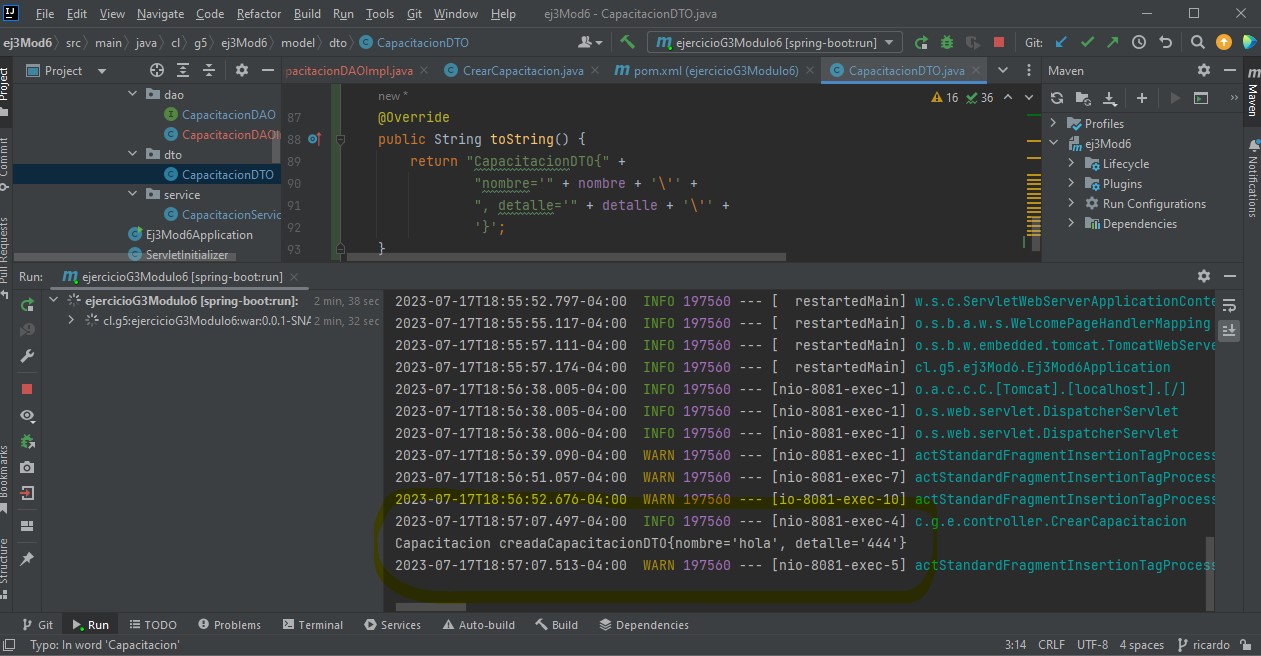 File Edit View Navigate Code Refactor Build Run Tools Git Window Help ej3Mod6 - CapacitacionDTO.java
ej3Mod6 src main java cl g5 ej3Mod6 model dto CapacitacionDTO ejercicioG3Modulo6 [spring-boot:run] Git:
Project pacitacionDAOImpl.java CrearCapacitacion.java pom.xml (ejercicioG3Modulo6) CapacitacionDTO.java Maven
Project
Commit
Pull Requests
Bookmarks
Structure
Maven
Notifications
dao
CapacitacionDAO
CapacitacionDAOI
dto
CapacitacionDTO
service
CapacitacionServic
Ej3Mod6Application
ServletInitializer
new *
16 36
87 @Override
88 public String toString() {
89 return "CapacitacionDTO{" +
90 "nombre='" + nombre + '\'' +
91 ", detalle='" + detalle + '\'' +
92 '}';
93 }
Profiles
ej3Mod6
Lifecycle
Plugins
Run Configurations
Dependencies
Run: ejercicioG3Modulo6 [spring-boot:run]
ejercicioG3Modulo6 [spring-boot:run]: 2 min, 38 sec
cl.g5:ejercicioG3Modulo6:war:0.0.1-SNA 2 min, 32 sec
2023-07-17T18:55:52.797-04:00 INFO 197560 --- [ restartedMain] w.s.c.ServletWebServerApplicationConte
2023-07-17T18:55:55.117-04:00 INFO 197560 --- [ restartedMain] o.s.b.a.w.s.WelcomePageHandlerMapping
2023-07-17T18:55:57.111-04:00 INFO 197560 --- [ restartedMain] o.s.b.w.embedded.tomcat.TomcatWebServe
2023-07-17T18:55:57.174-04:00 INFO 197560 --- [ restartedMain] cl.g5.ej3Mod6.Ej3Mod6Application
2023-07-17T18:56:38.005-04:00 INFO 197560 --- [nio-8081-exec-1] o.a.c.c.C.[Tomcat].[localhost].[/]
2023-07-17T18:56:38.005-04:00 INFO 197560 --- [nio-8081-exec-1] o.s.web.servlet.DispatcherServlet
2023-07-17T18:56:38.006-04:00 INFO 197560 --- [nio-8081-exec-1] o.s.web.servlet.DispatcherServlet
2023-07-17T18:56:39.090-04:00 WARN 197560 --- [nio-8081-exec-1] actStandardFragmentInsertionTagProcess
2023-07-17T18:56:51.057-04:00 WARN 197560 --- [nio-8081-exec-7] actStandardFragmentInsertionTagProcess
2023-07-17T18:56:52.676-04:00 WARN 197560 --- [io-8081-exec-10] actStandardFragmentInsertionTagProcess
2023-07-17T18:57:07.497-04:00 INFO 197560 --- [nio-8081-exec-4] c.g.e.controller.CrearCapacitacion
Capacitacion creadaCapacitacionDTO{nombre='hola', detalle='444'}
2023-07-17T18:57:07.513-04:00 WARN 197560 --- [nio-8081-exec-5] actStandardFragmentInsertionTagProcess
Git Run TODO Problems Terminal Services Auto-build Build Dependencies
Typo: In word 'Capacitacion' 3:14 CRLF UTF-8 4 spaces ricardo